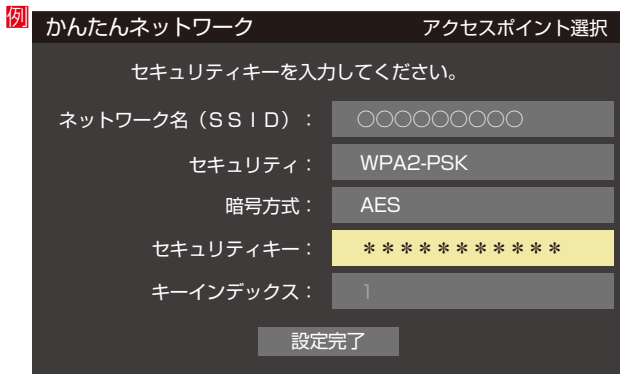 例
かんたんネットワーク アクセスポイント選択
セキュリティキーを入力してください。
ネットワーク名（ＳＳＩＤ）： ○○○○○○○○○
セキュリティ： WPA2-PSK
暗号方式： AES
セキュリティキー： ＊＊＊＊＊＊＊＊＊＊＊
キーインデックス： 1
設定完了